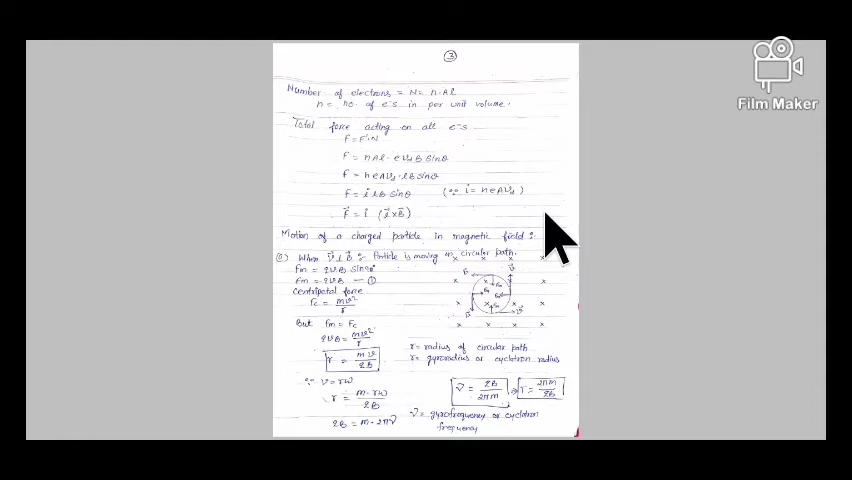 3
Number of electrons = N = n·Al
n = no. of e⁻s in per unit volume.
Total force acting on all e⁻s
F = F'·N
F = nAl·eVdB sinθ
F = neAVd·lB sinθ
F = i l B sinθ (∵ i = neAVd)
F⃗ = i (l⃗ × B⃗)
Motion of a charged particle in magnetic field :
(a) When v⃗ ⊥ B⃗ :- Particle is moving in circular path.
Fm = qvB sin90°
Fm = qvB — ①
Centripetal force
Fc = mv²/r
But Fm = Fc
qvB = mv²/r
r = mv/qB
r = radius of circular path
r = gyroradius or cyclotron radius
∵ v = rω
r = m·rω/qB
qB = m·2πν
ν = qB/2πm ⇒ T = 2πm/qB
ν = gyrofrequency or cyclotron
frequency
Film Maker